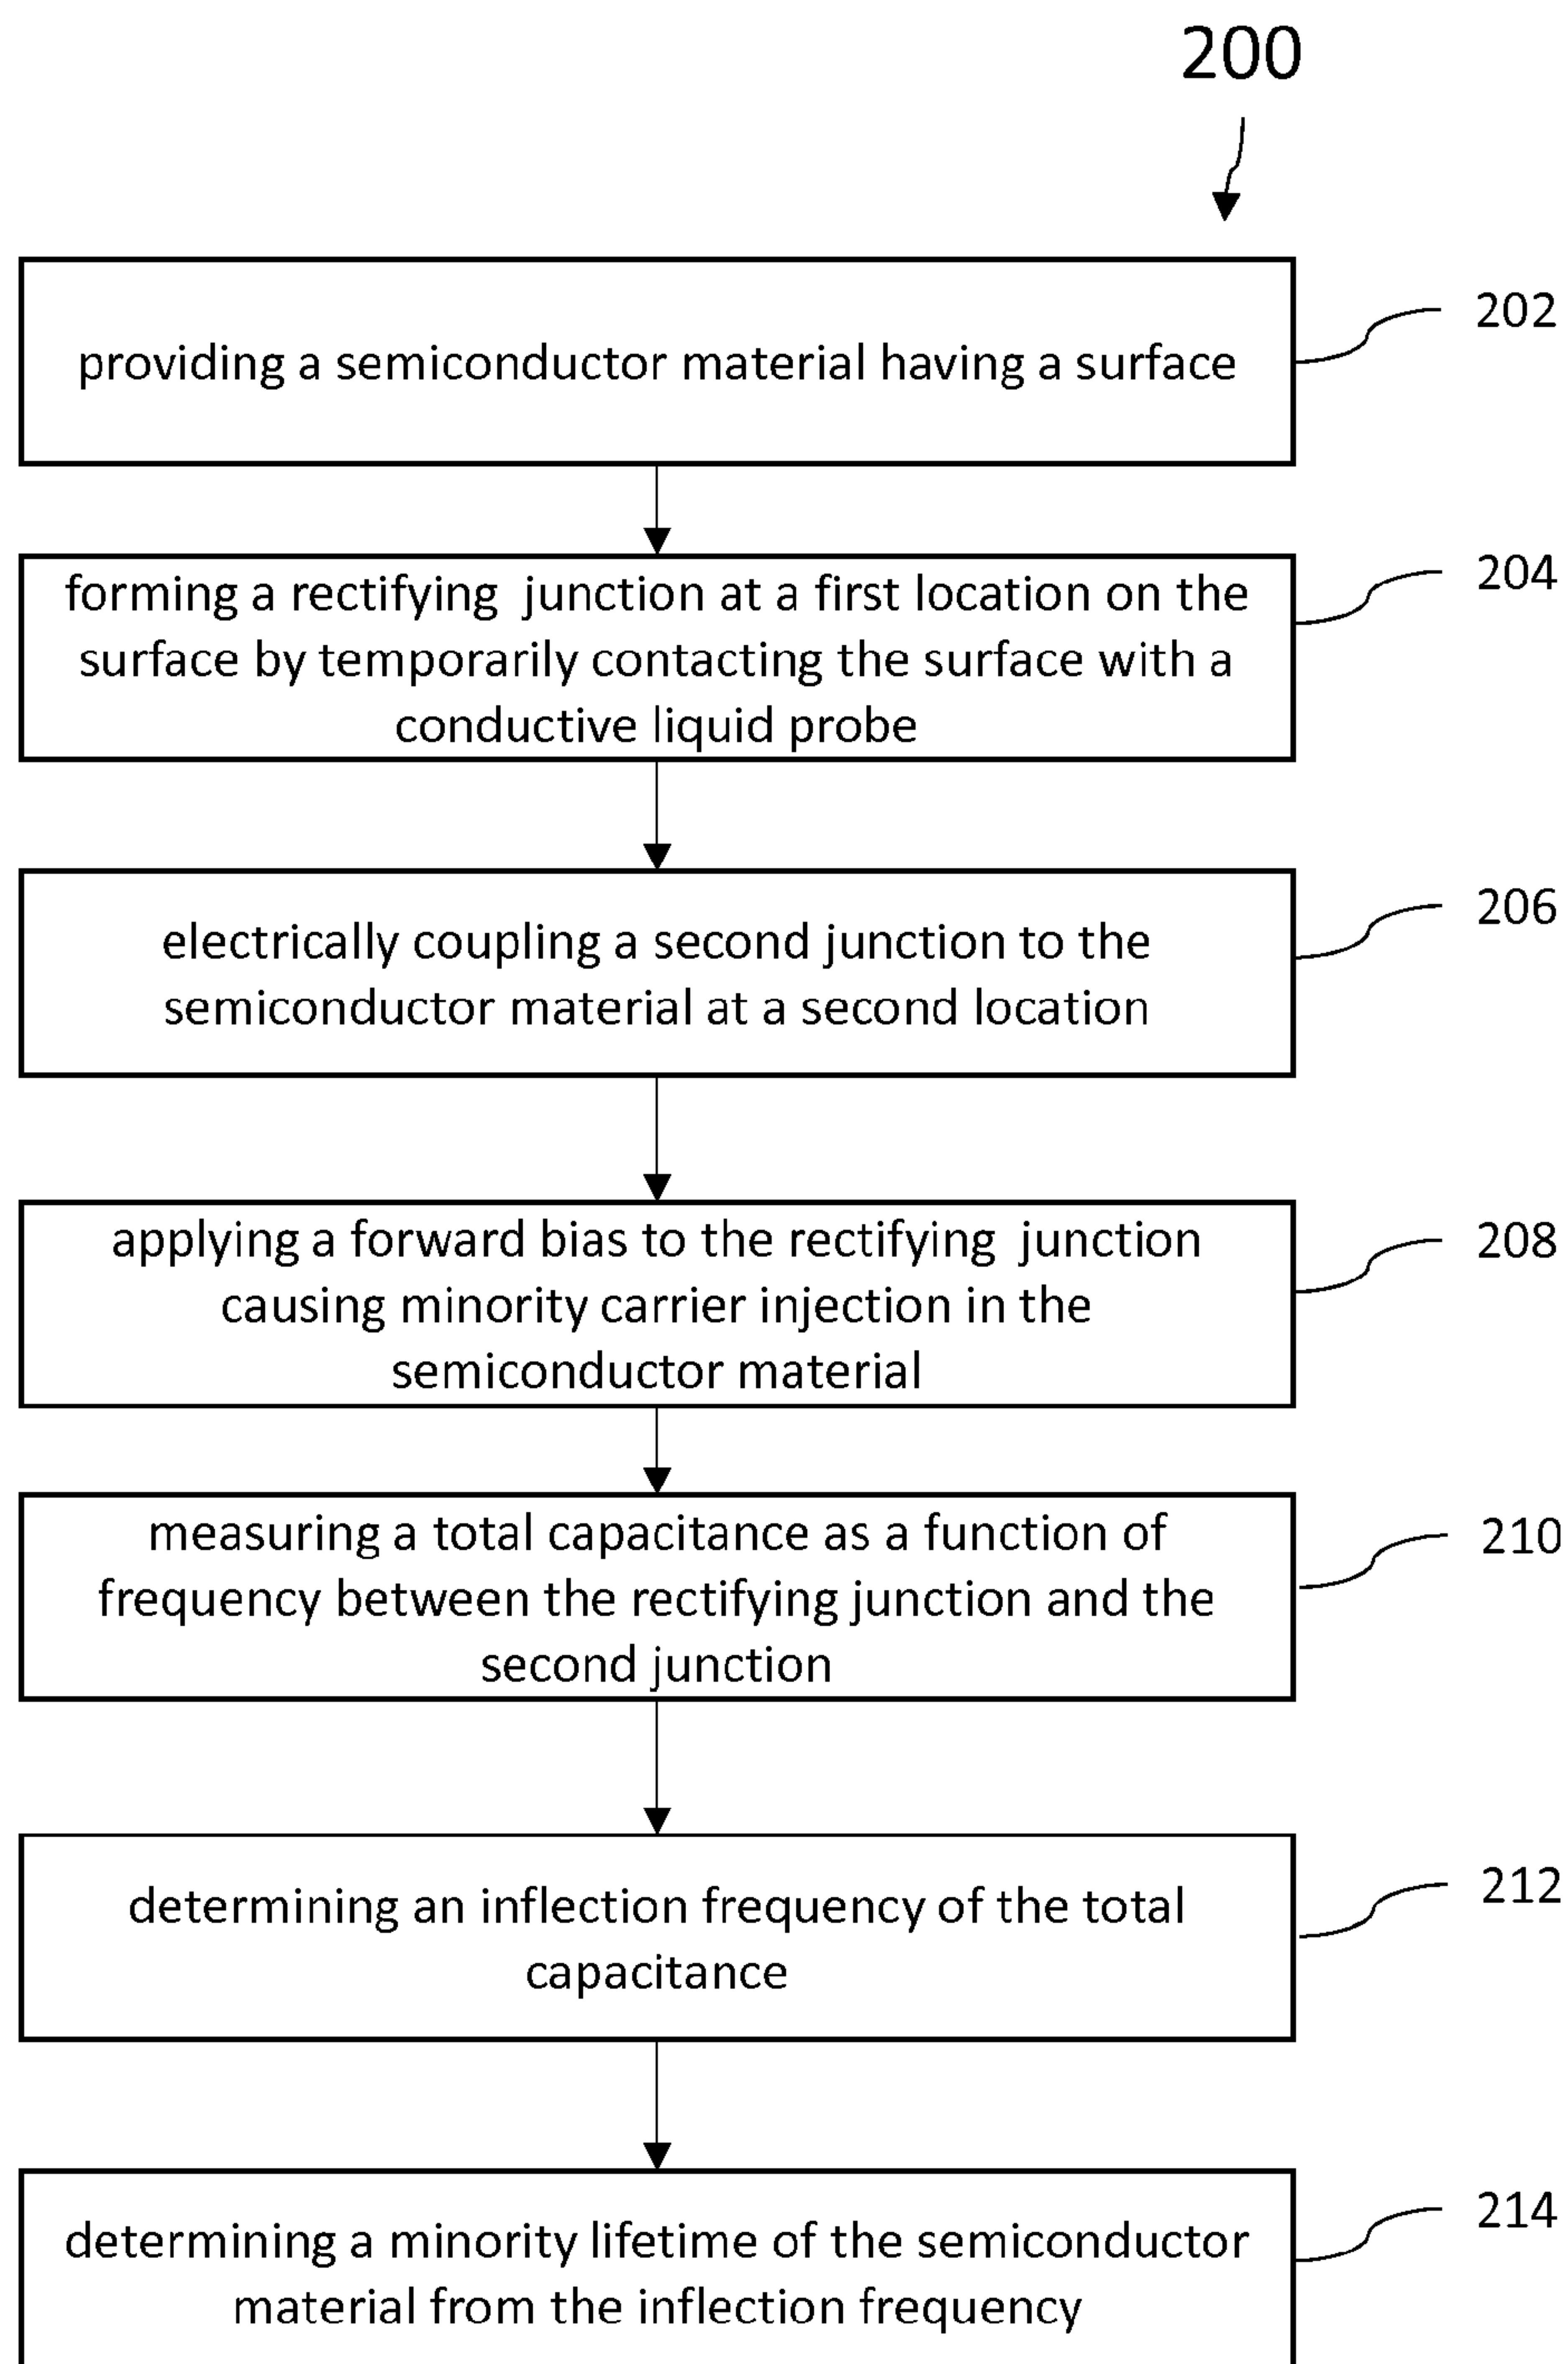 200
providing a semiconductor material having a surface
202
forming a rectifying junction at a first location on the
surface by temporarily contacting the surface with a
conductive liquid probe
204
electrically coupling a second junction to the
semiconductor material at a second location
206
applying a forward bias to the rectifying junction
causing minority carrier injection in the
semiconductor material
208
measuring a total capacitance as a function of
frequency between the rectifying junction and the
second junction
210
determining an inflection frequency of the total
capacitance
212
determining a minority lifetime of the semiconductor
material from the inflection frequency
214